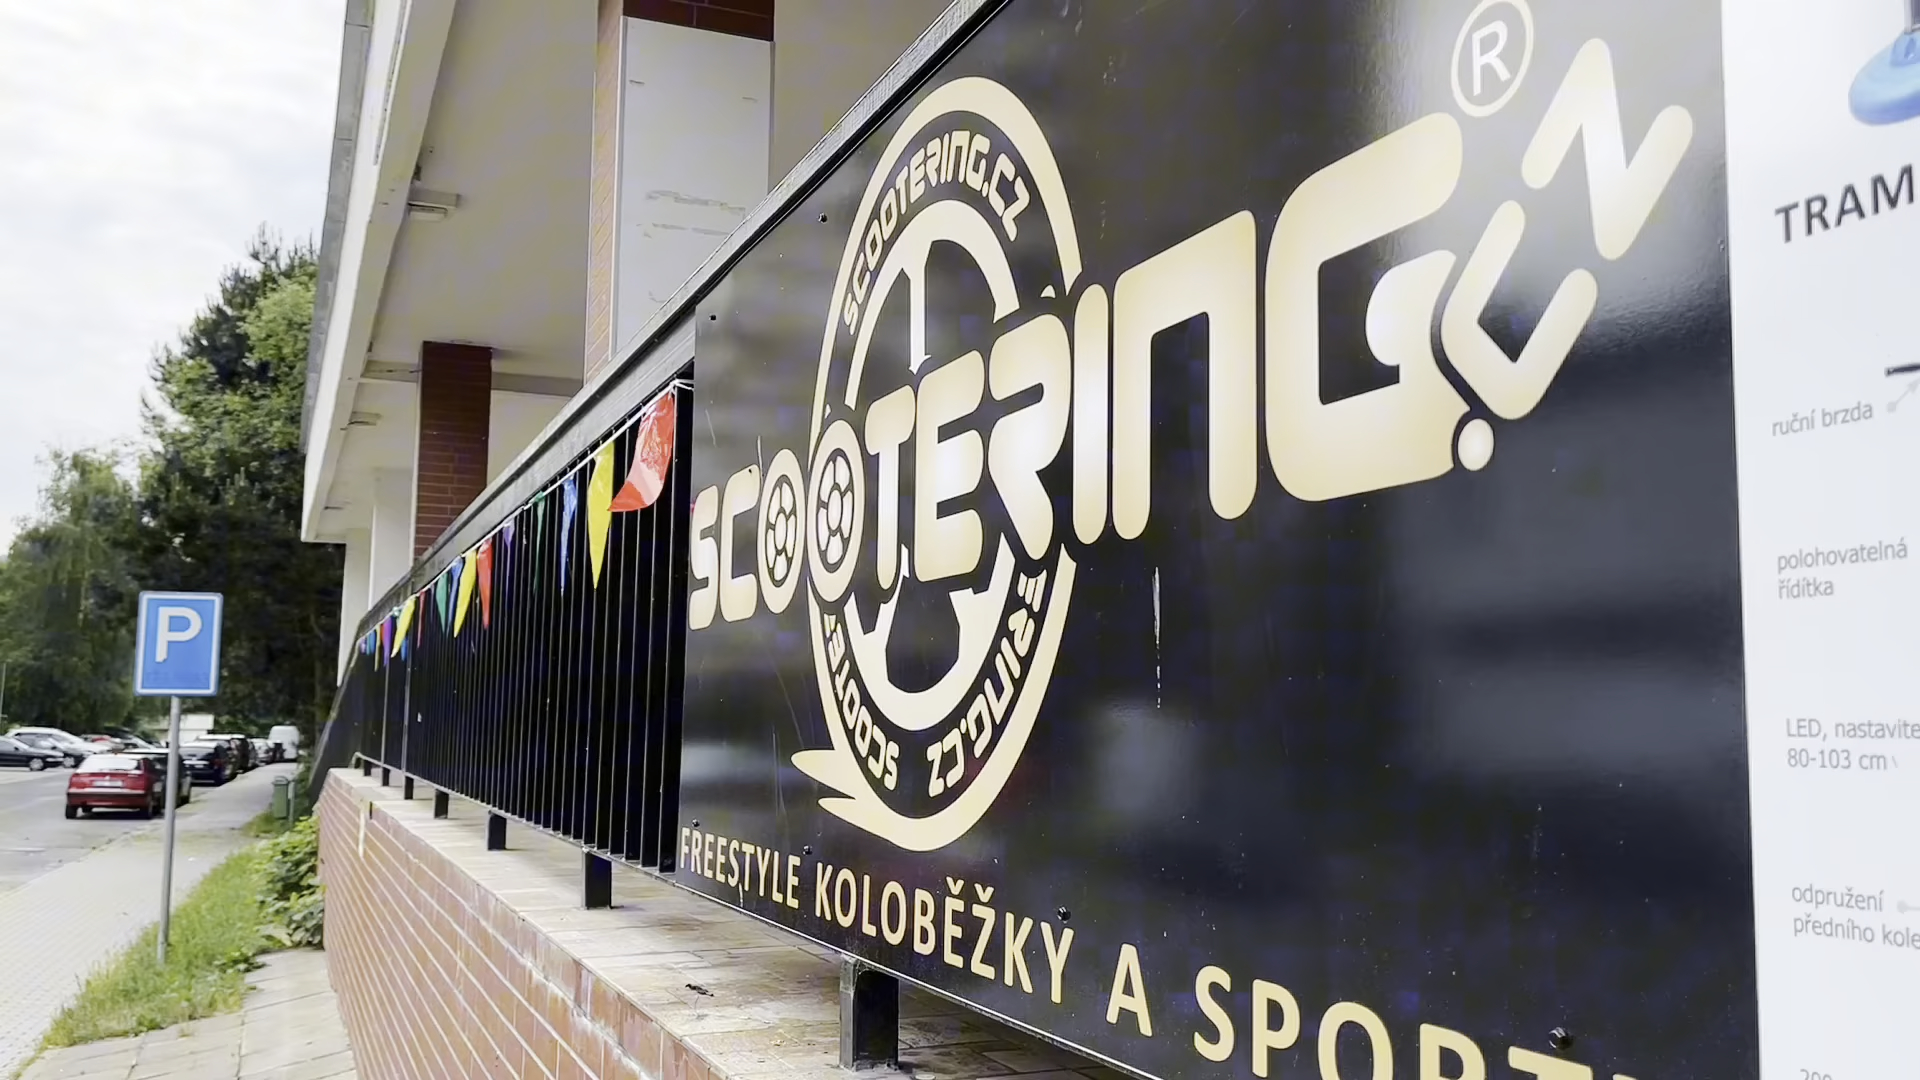 P
SCOOTERING.CZ
®
SCOOTERING.CZ
SCOOTERING.CZ
FREESTYLE KOLOBĚŽKY A SPORT
TRAM
ruční brzda
polohovatelná
řídítka
LED, nastavite
80-103 cm
odpružení
předního kole